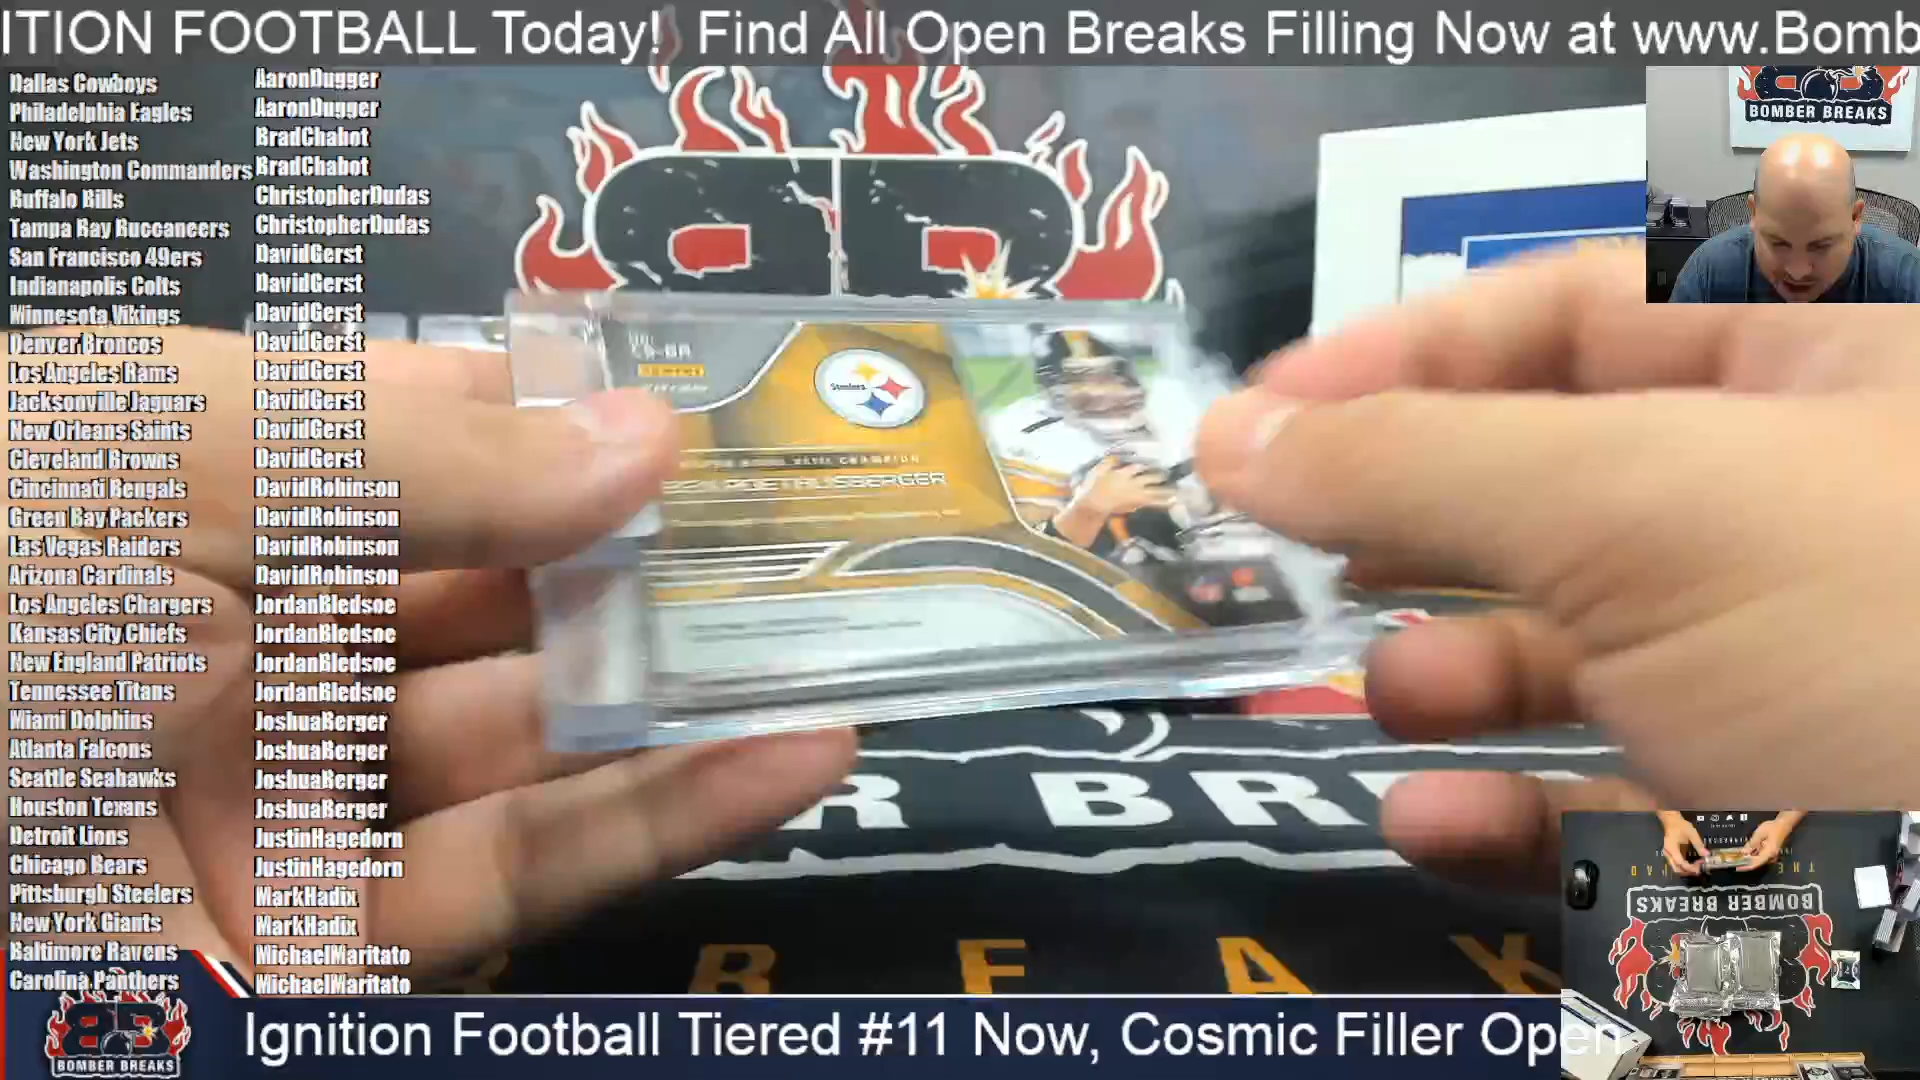 ITION FOOTBALL Today! Find All Open Breaks Filling Now at www.Bomb
Dallas Cowboys AaronDugger
Philadelphia Eagles AaronDugger
New York Jets BradChabot
Washington Commanders BradChabot
Buffalo Bills ChristopherDudas
Tampa Bay Buccaneers ChristopherDudas
San Francisco 49ers DavidGerst
Indianapolis Colts DavidGerst
Minnesota Vikings DavidGerst
Denver Broncos DavidGerst
Los Angeles Rams DavidGerst
Jacksonville Jaguars DavidGerst
New Orleans Saints DavidGerst
Cleveland Browns DavidGerst
Cincinnati Bengals DavidRobinson
Green Bay Packers DavidRobinson
Las Vegas Raiders DavidRobinson
Arizona Cardinals DavidRobinson
Los Angeles Chargers JordanBledsoe
Kansas City Chiefs JordanBledsoe
New England Patriots JordanBledsoe
Tennessee Titans JordanBledsoe
Miami Dolphins JoshuaBerger
Atlanta Falcons JoshuaBerger
Seattle Seahawks JoshuaBerger
Houston Texans JoshuaBerger
Detroit Lions JustinHagedorn
Chicago Bears JustinHagedorn
Pittsburgh Steelers MarkHadix
New York Giants MarkHadix
Baltimore Ravens MichaelMaritato
Carolina Panthers MichaelMaritato
BOMBER BREAKS
Steelers
CHAMPION
BEN ROETHLISBERGER
R BR
R F A K
BOMBER BREAKS
BOMBER BREAKS
Ignition Football Tiered #11 Now, Cosmic Filler Open